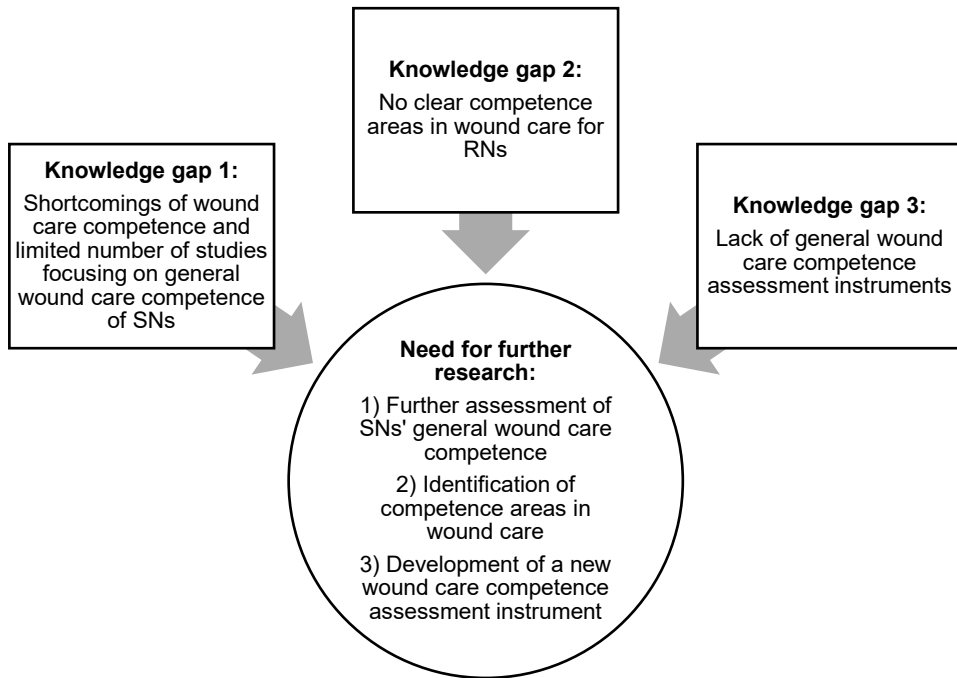 Knowledge gap 1:
Shortcomings of wound
care competence and
limited number of studies
focusing on general
wound care competence
of SNs
Knowledge gap 2:
No clear competence
areas in wound care for
RNs
Knowledge gap 3:
Lack of general wound
care competence
assessment instruments
Need for further
research:
1) Further assessment of
SNs' general wound care
competence
2) Identification of
competence areas in
wound care
3) Development of a new
wound care competence
assessment instrument